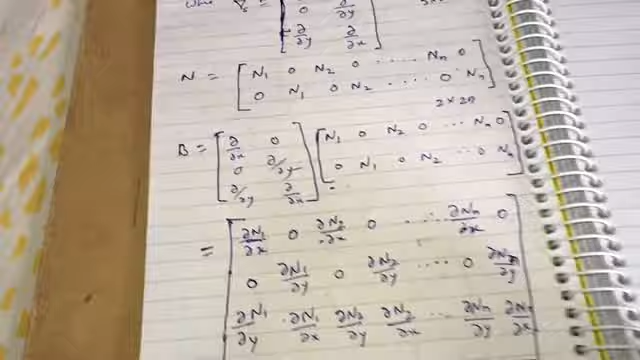 ∇s = [ 0 ∂/∂y
∂/∂y ∂/∂x ]
N = [ N1 0 N2 0 ..... Nn 0
0 N1 0 N2 ..... 0 Nn ]
2×2n
B = [ ∂/∂x 0
0 ∂/∂y
∂/∂y ∂/∂x ] [ N1 0 N2 0 ... Nn 0
0 N1 0 N2 ... 0 Nn ]
= [ ∂N1/∂x 0 ∂N2/∂x 0 ..... ∂Nn/∂x 0
0 ∂N1/∂y 0 ∂N2/∂y ..... 0 ∂Nn/∂y
∂N1/∂y ∂N1/∂x ∂N2/∂y ∂N2/∂x ... ∂Nn/∂y ∂Nn/∂x ]